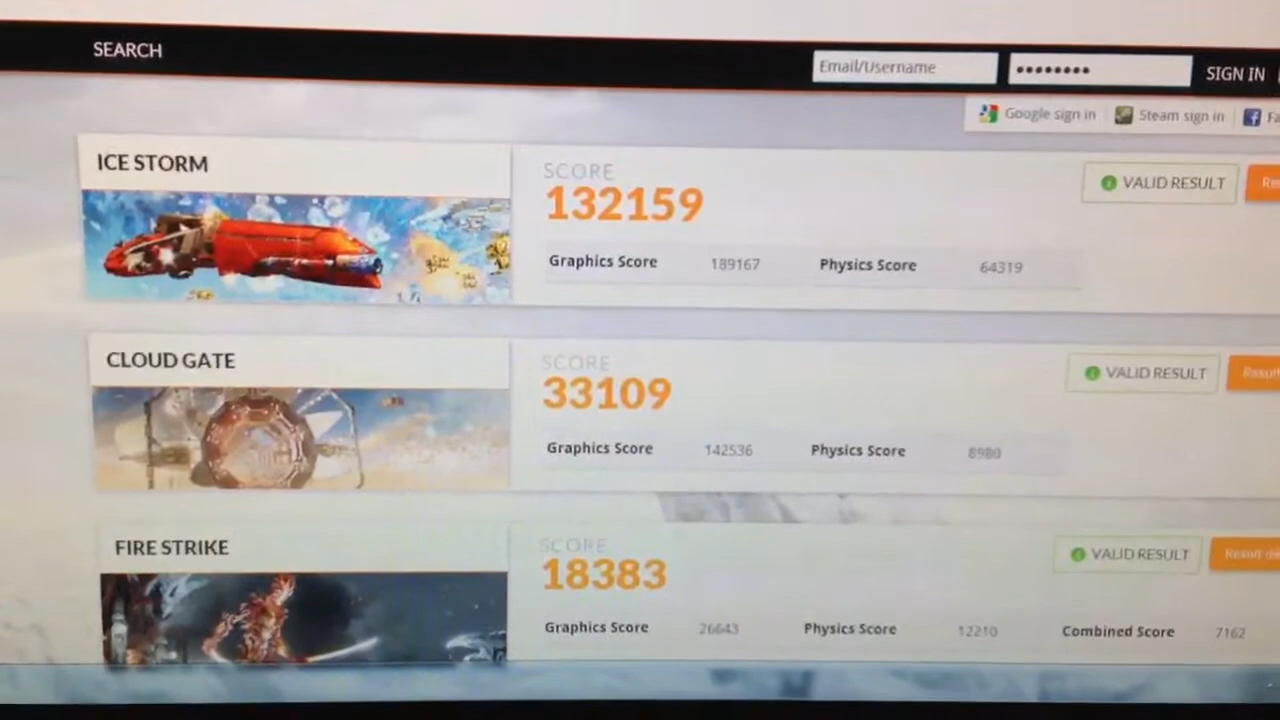 SEARCH
Email/Username
SIGN IN
Google sign in
Steam sign in
ICE STORM
SCORE
132159
VALID RESULT
Graphics Score 189167 Physics Score 64319
CLOUD GATE
SCORE
33109
VALID RESULT
Result
Graphics Score 142536 Physics Score 8980
FIRE STRIKE
SCORE
18383
VALID RESULT
Result
Graphics Score 26643 Physics Score 12210 Combined Score 7162